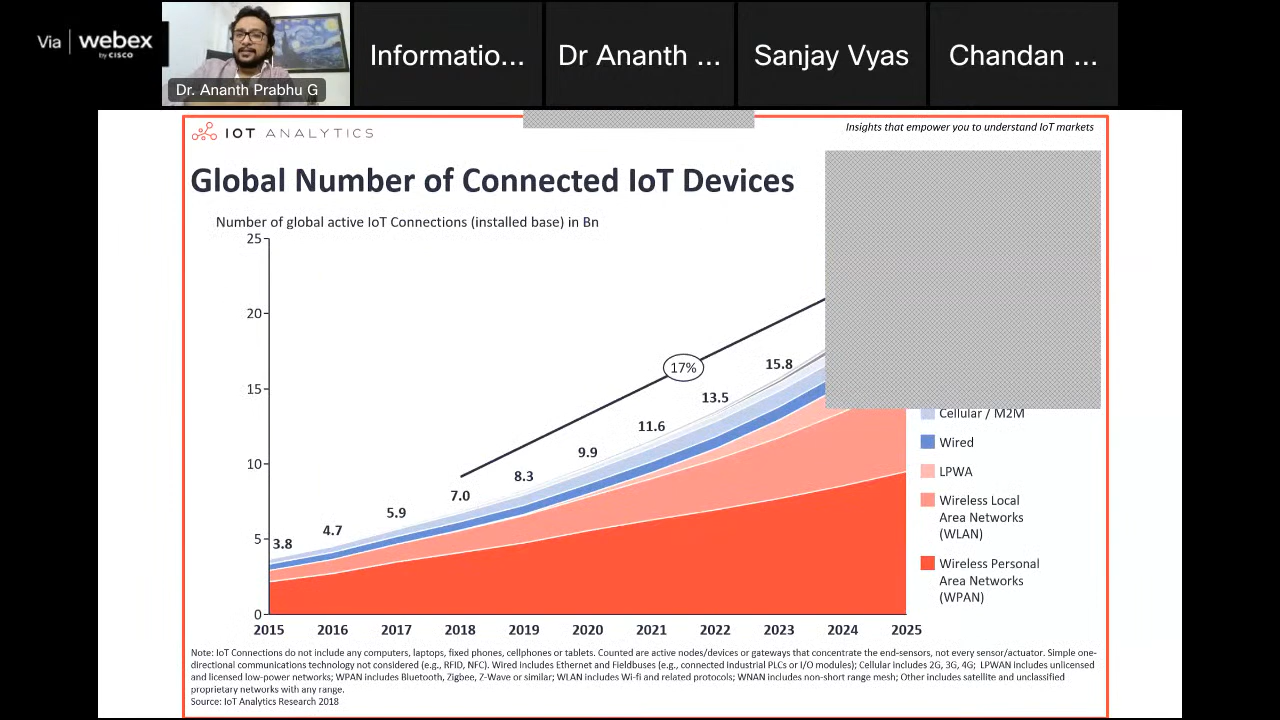 Via webex
by CISCO
Dr. Ananth Prabhu G
Informatio...
Dr Ananth ...
Sanjay Vyas
Chandan ...
IOT ANALYTICS
Insights that empower you to understand IoT markets
Global Number of Connected IoT Devices
Number of global active IoT Connections (installed base) in Bn
25
20
15
10
5
0
3.8
4.7
5.9
7.0
8.3
9.9
11.6
13.5
15.8
17%
2015 2016 2017 2018 2019 2020 2021 2022 2023 2024 2025
Cellular / M2M
Wired
LPWA
Wireless Local
Area Networks
(WLAN)
Wireless Personal
Area Networks
(WPAN)
Note: IoT Connections do not include any computers, laptops, fixed phones, cellphones or tablets. Counted are active nodes/devices or gateways that concentrate the end-sensors, not every sensor/actuator. Simple one-
directional communications technology not considered (e.g., RFID, NFC). Wired includes Ethernet and Fieldbuses (e.g., connected industrial PLCs or I/O modules); Cellular includes 2G, 3G, 4G; LPWAN includes unlicensed
and licensed low-power networks; WPAN includes Bluetooth, Zigbee, Z-Wave or similar; WLAN includes Wi-fi and related protocols; WNAN includes non-short range mesh; Other includes satellite and unclassified
proprietary networks with any range.
Source: IoT Analytics Research 2018